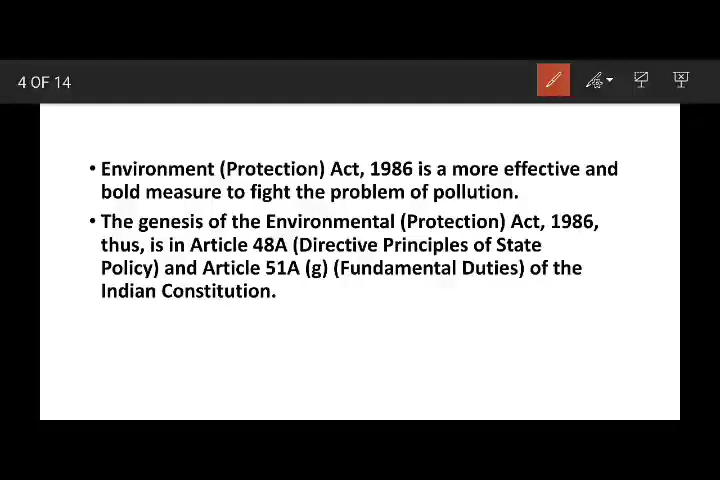 4 OF 14
• Environment (Protection) Act, 1986 is a more effective and
bold measure to fight the problem of pollution.
• The genesis of the Environmental (Protection) Act, 1986,
thus, is in Article 48A (Directive Principles of State
Policy) and Article 51A (g) (Fundamental Duties) of the
Indian Constitution.